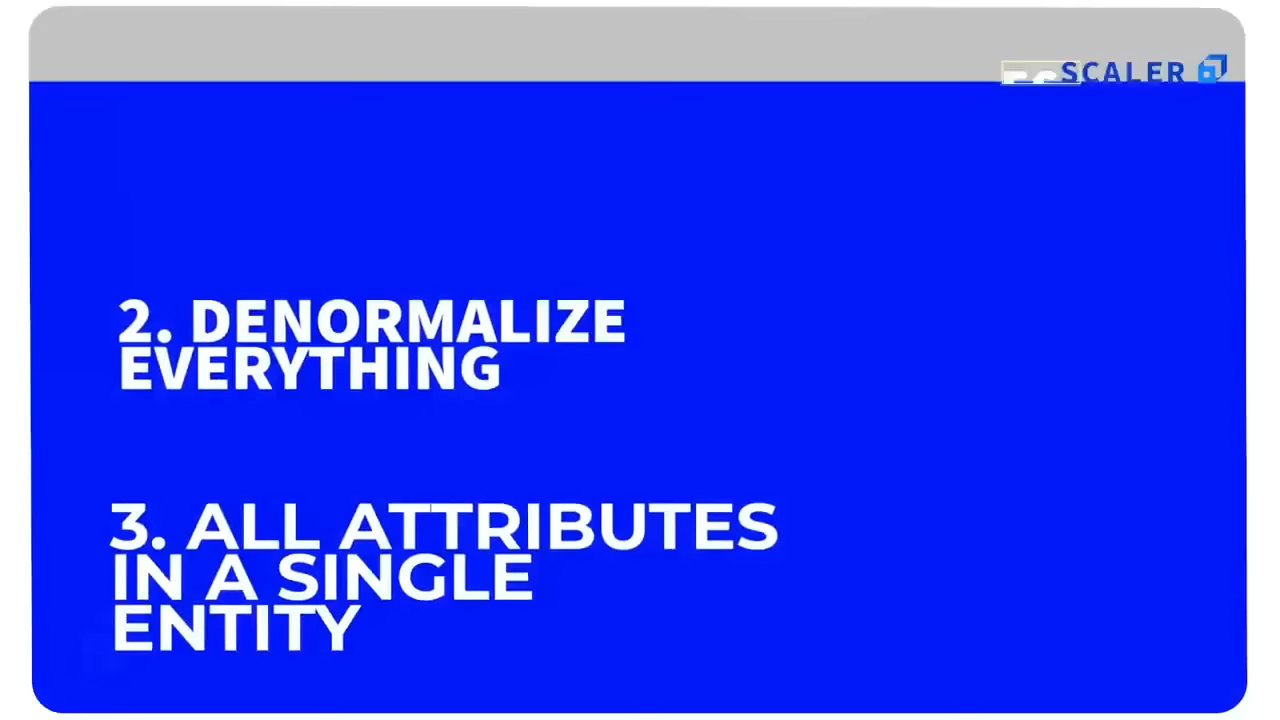 SCALER
2. DENORMALIZE
EVERYTHING
3. ALL ATTRIBUTES
IN A SINGLE
ENTITY